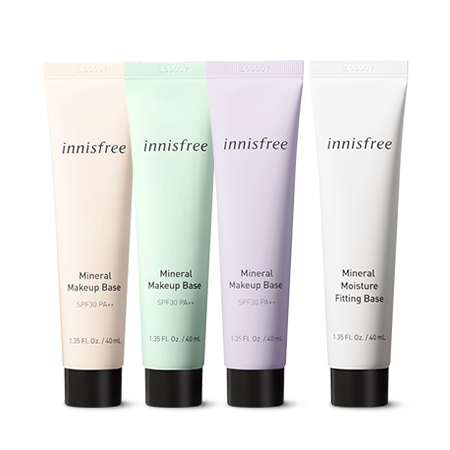 innisfree
Mineral
Makeup Base
SPF30 PA++
1.35 Fl. Oz. / 40 mL
innisfree
Mineral
Makeup Base
SPF30 PA++
1.35 Fl. Oz. / 40 mL
innisfree
Mineral
Makeup Base
SPF30 PA++
1.35 Fl. Oz. / 40 mL
innisfree
Mineral
Moisture
Fitting Base
1.35 Fl. Oz. / 40 mL